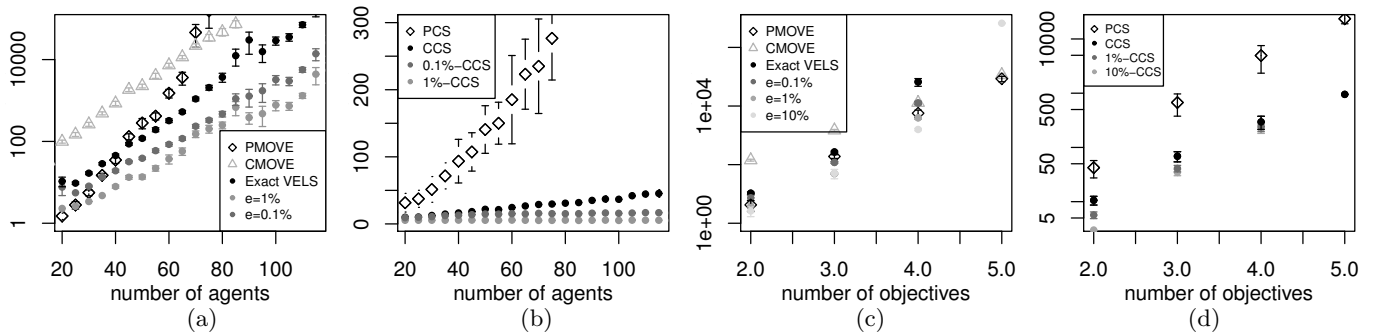 1
100
10000
20
40
60
80
100
number of agents
PMOVE
CMOVE
Exact VELS
e=1%
e=0.1%
(a)
0
50
100
200
300
20
40
60
80
100
number of agents
PCS
CCS
0.1%-CCS
1%-CCS
(b)
1e+00
1e+04
2.0
3.0
4.0
5.0
number of objectives
PMOVE
CMOVE
Exact VELS
e=0.1%
e=1%
e=10%
(c)
5
50
500
10000
2.0
3.0
4.0
5.0
number of objectives
PCS
CCS
1%-CCS
10%-CCS
(d)